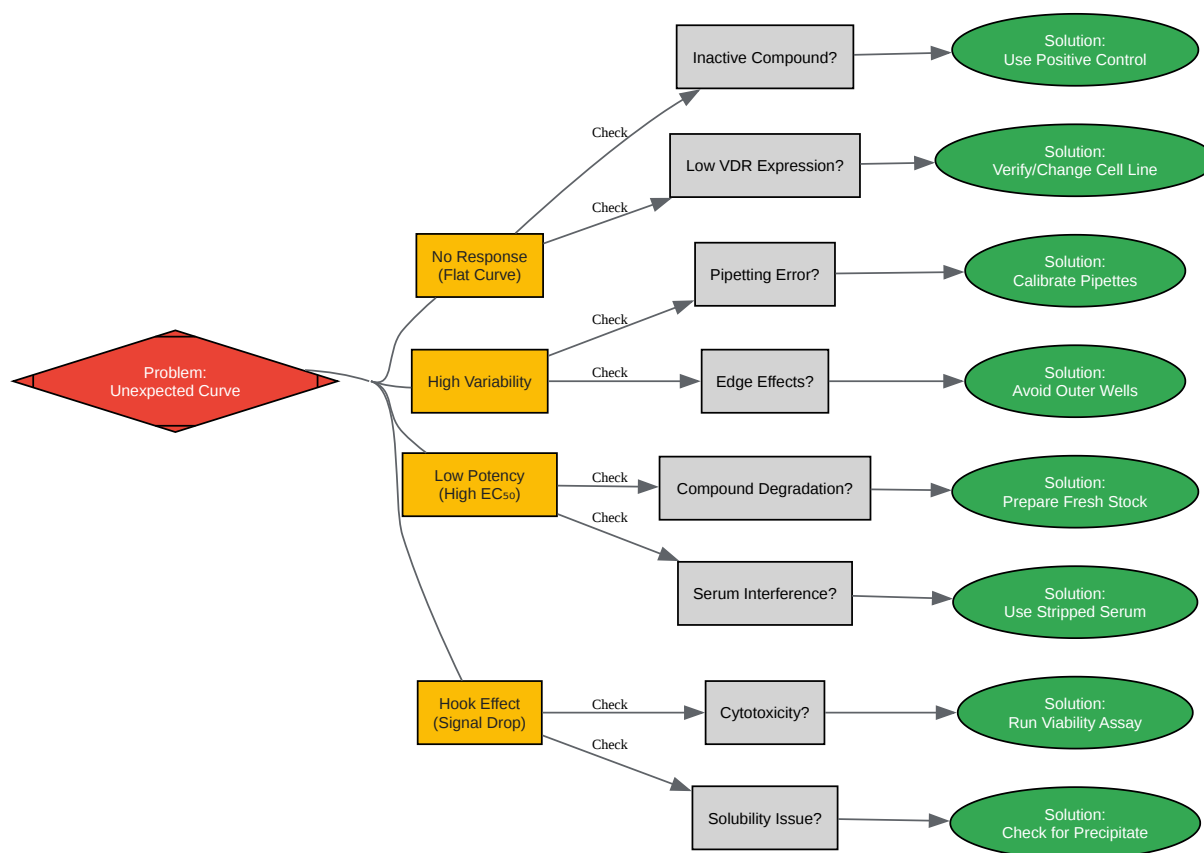 Problem:
Unexpected Curve
No Response
(Flat Curve)
Check
Inactive Compound?
Solution:
Use Positive Control
Check
Low VDR Expression?
Solution:
Verify/Change Cell Line
High Variability
Check
Pipetting Error?
Solution:
Calibrate Pipettes
Check
Edge Effects?
Solution:
Avoid Outer Wells
Low Potency
(High EC₅₀)
Check
Compound Degradation?
Solution:
Prepare Fresh Stock
Check
Serum Interference?
Solution:
Use Stripped Serum
Hook Effect
(Signal Drop)
Check
Cytotoxicity?
Solution:
Run Viability Assay
Check
Solubility Issue?
Solution:
Check for Precipitate